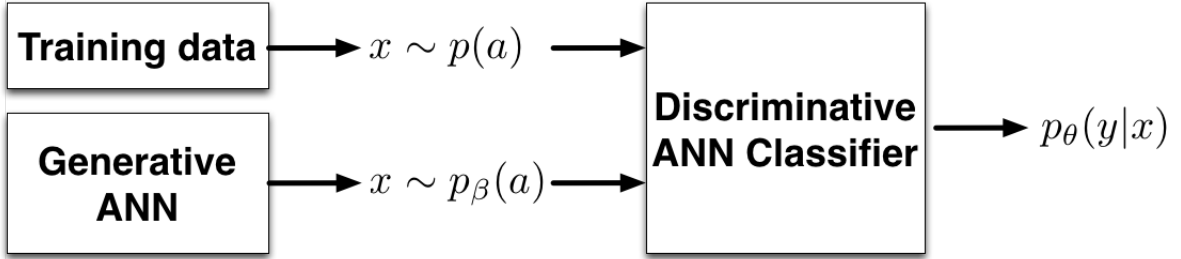 Training data
x ∼ p(a)
Generative
ANN
x ∼ p_β(a)
Discriminative
ANN Classifier
p_θ(y|x)